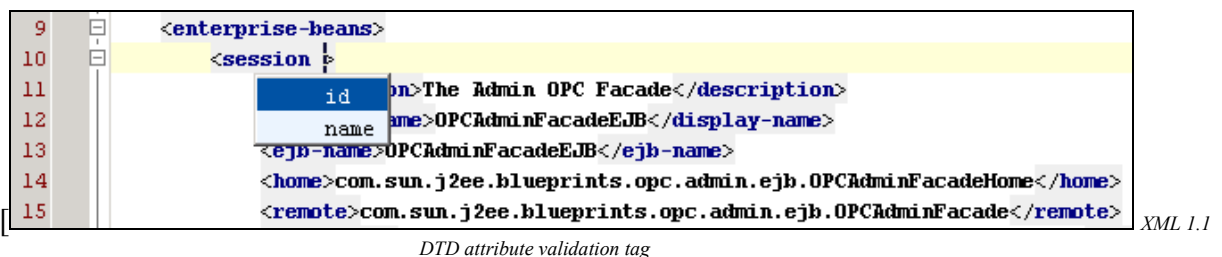 9 <enterprise-beans>
10 <session >
11 on>The Admin OPC Facade</description>
id
12 ame>OPCAdminFacadeEJB</display-name>
name
13 <ejb-name>OPCAdminFacadeEJB</ejb-name>
14 <home>com.sun.j2ee.blueprints.opc.admin.ejb.OPCAdminFacadeHome</home>
[ 15 <remote>com.sun.j2ee.blueprints.opc.admin.ejb.OPCAdminFacade</remote> XML 1.1
DTD attribute validation tag